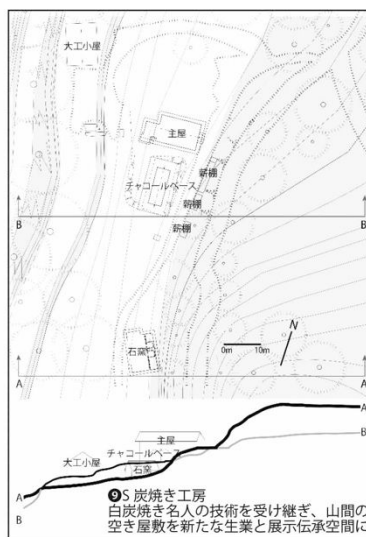 大工小屋
主屋
薪棚
チャコールベース
薪棚
B B
薪棚
N
石窯
0m 10m
A A
主屋
A
チャコールベース
B
大工小屋
石窯
A
B
❾S 炭焼き工房
白炭焼き名人の技術を受け継ぎ、山間の
空き屋敷を新たな生業と展示伝承空間に